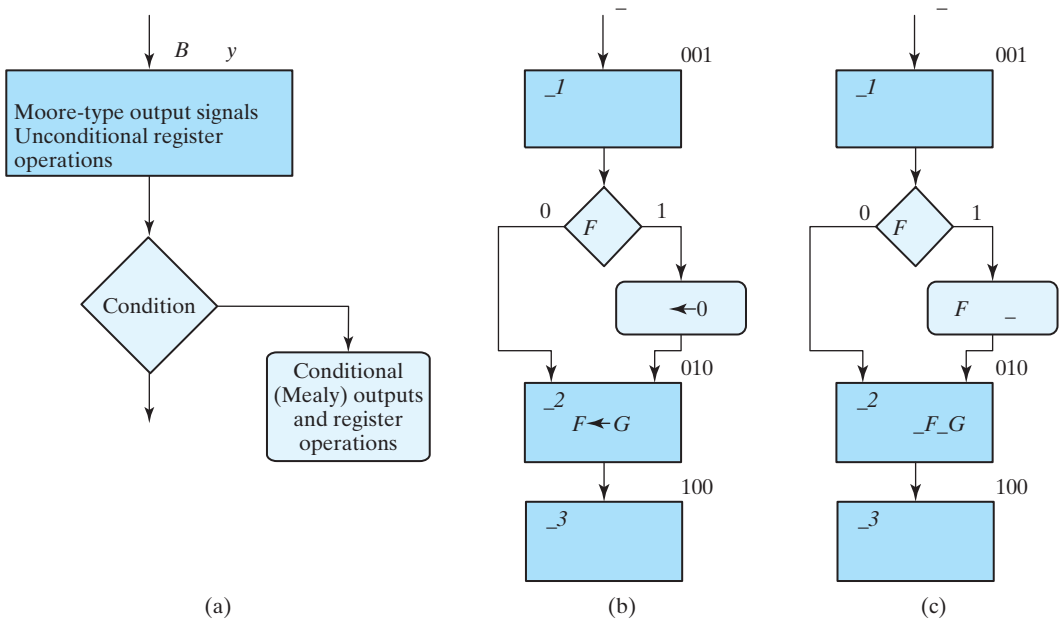 B y
Moore-type output signals
Unconditional register
operations
Condition
Conditional
(Mealy) outputs
and register
operations
(a)
_
001
_1
0 1
F
←0
010
_2
F←G
100
_3
(b)
_
001
_1
0 1
F
F _
010
_2
_F_G
100
_3
(c)